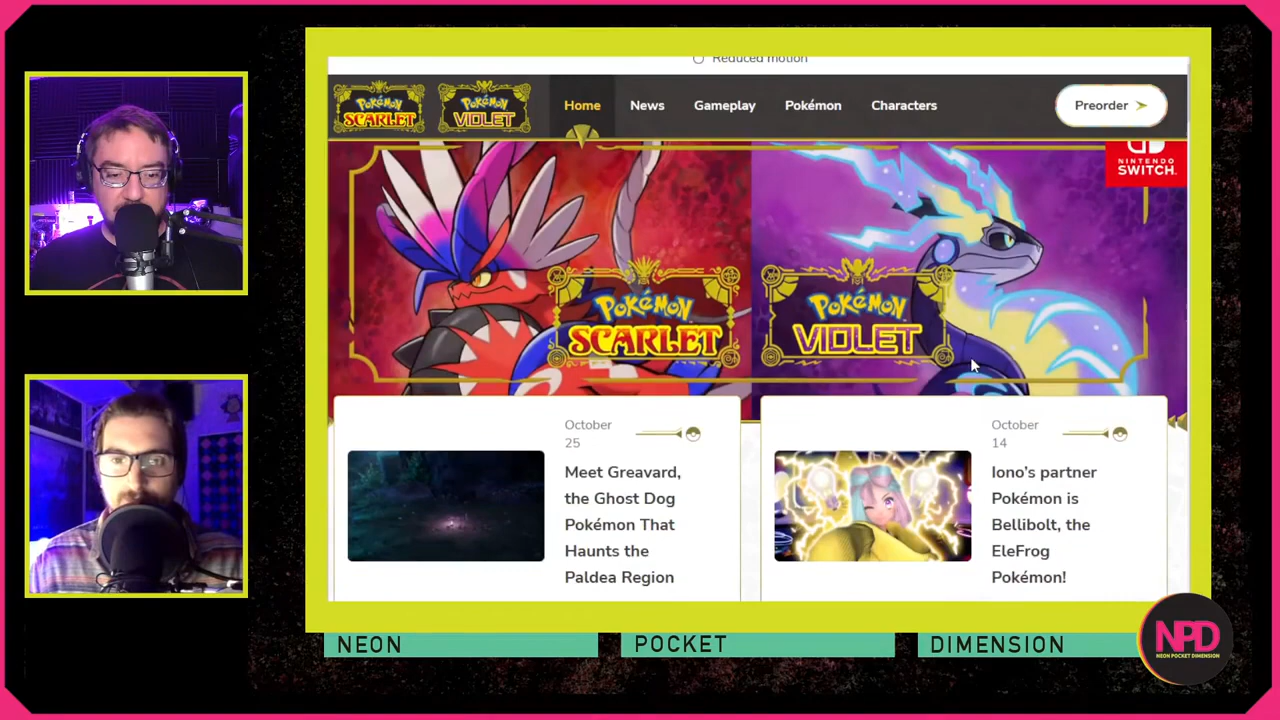 Reduced motion
POKéMON
SCARLET
POKéMON
VIOLET
Home
News
Gameplay
Pokémon
Characters
Preorder
NINTENDO
SWITCH
POKéMON
SCARLET
POKéMON
VIOLET
October
25
Meet Greavard,
the Ghost Dog
Pokémon That
Haunts the
Paldea Region
October
14
Iono's partner
Pokémon is
Bellibolt, the
EleFrog
Pokémon!
NEON
POCKET
DIMENSION
NPD
NEON POCKET DIMENSION